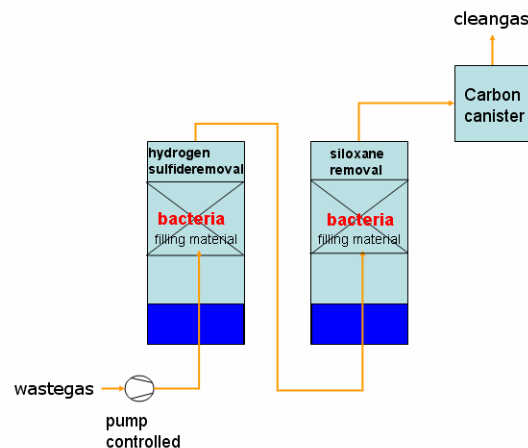 cleangas
Carbon
canister
hydrogen
sulfideremoval
siloxane
removal
bacteria
filling material
bacteria
filling material
wastegas
pump
controlled